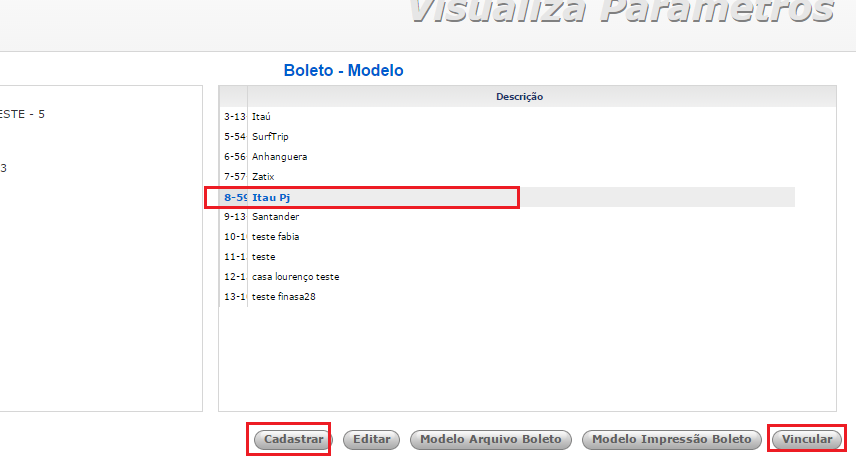 Visualiza Parametros
Boleto - Modelo
ESTE - 5
3
Descrição
3-13 Itaú
5-54 SurfTrip
6-56 Anhanguera
7-57 Zatix
8-59 Itau Pj
9-13 Santander
10-1 teste fabia
11-1 teste
12-1 casa lourenço teste
13-1 teste finasa28
Cadastrar Editar Modelo Arquivo Boleto Modelo Impressão Boleto Vincular